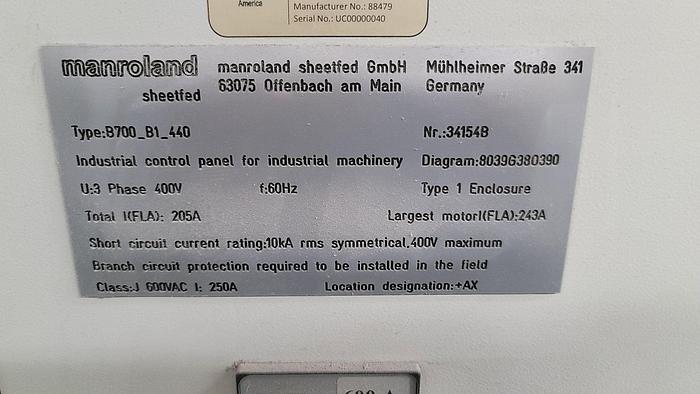 America
Manufacturer No.: 88479
Serial No.: UC00000040
manroland sheetfed GmbH Mühlheimer Straße 341
manroland
sheetfed
63075 Offenbach am Main Germany
Type:B700_B1_440 Nr.:34154B
Industrial control panel for industrial machinery Diagram:80396380390
U:3 Phase 400V f:60Hz Type 1 Enclosure
Total I(FLA): 205A Largest motorI(FLA):243A
Short circuit current rating:10kA rms symmetrical,400V maximum
Branch circuit protection required to be installed in the field
Class:J 600VAC I: 250A Location designation:+AX